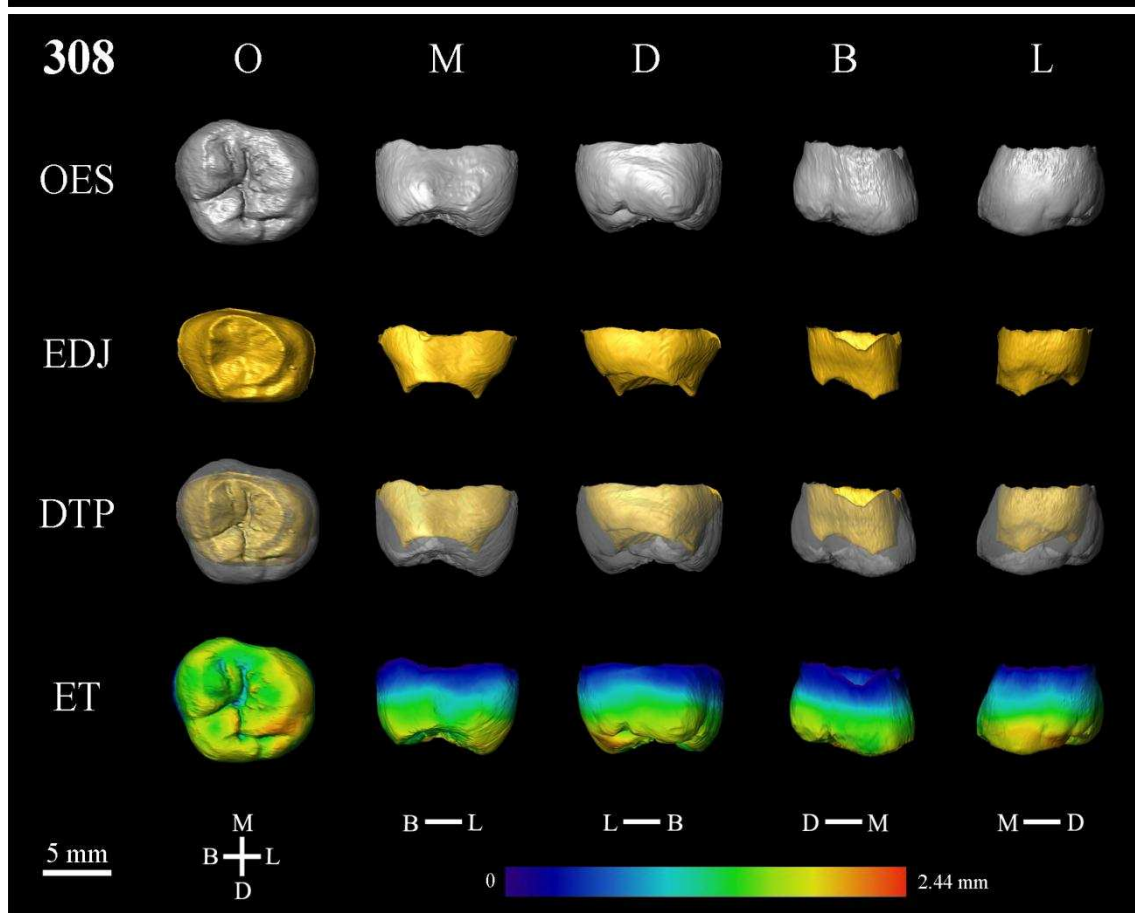 308 O M D B L
OES
EDJ
DTP
ET
M B — L L — B D — M M — D
B L
5 mm D 0 2.44 mm